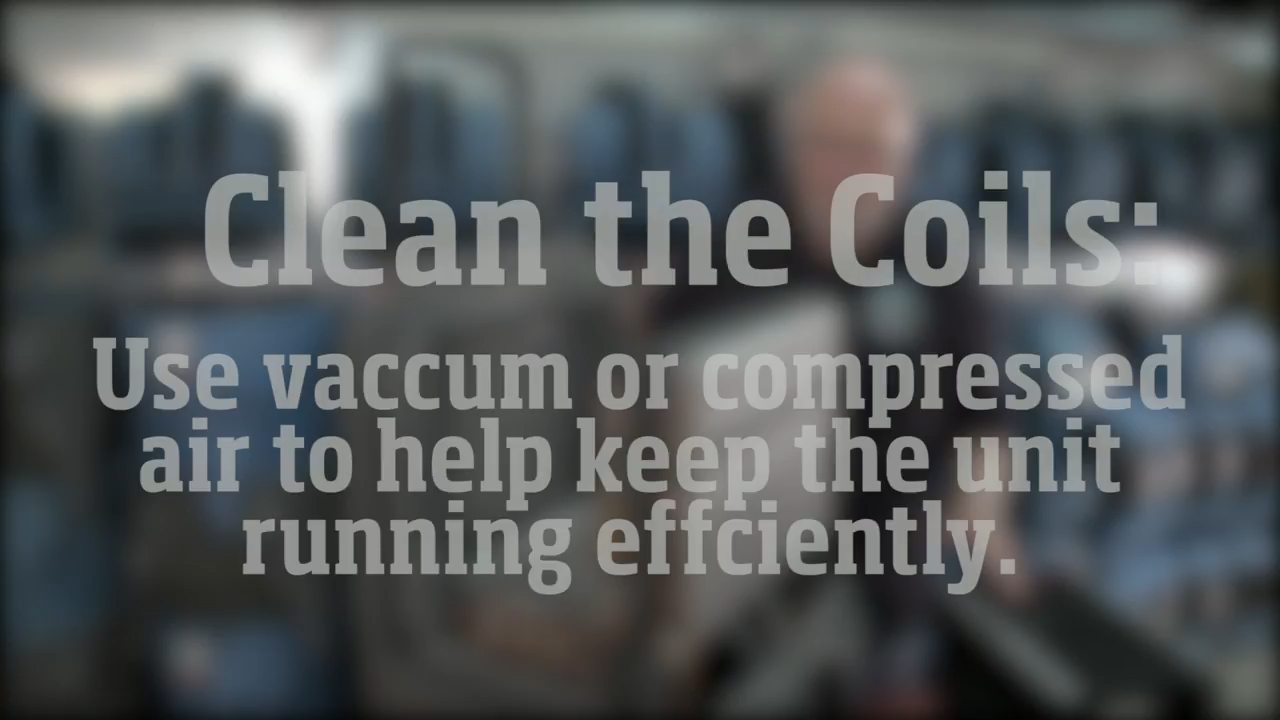 Clean the Coils:
Use vaccum or compressed
air to help keep the unit
running effciently.